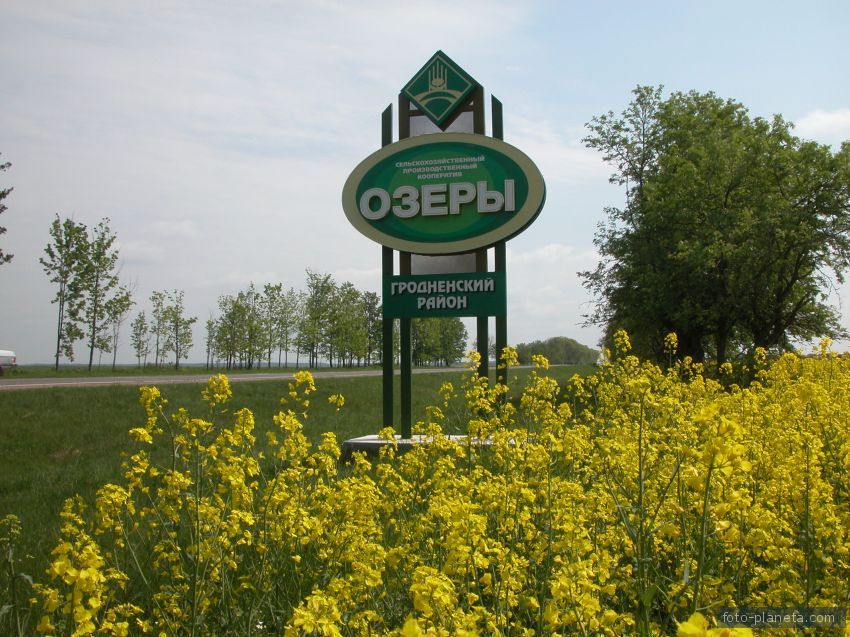 СЕЛЬСКОХОЗЯЙСТВЕННЫЙ
ПРОИЗВОДСТВЕННЫЙ
КООПЕРАТИВ
ОЗЕРЫ
ГРОДНЕНСКИЙ
РАЙОН
foto-planeta.com